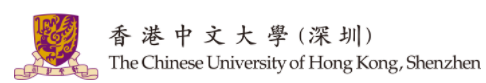 香港中文大學(深圳)
The Chinese University of Hong Kong, Shenzhen